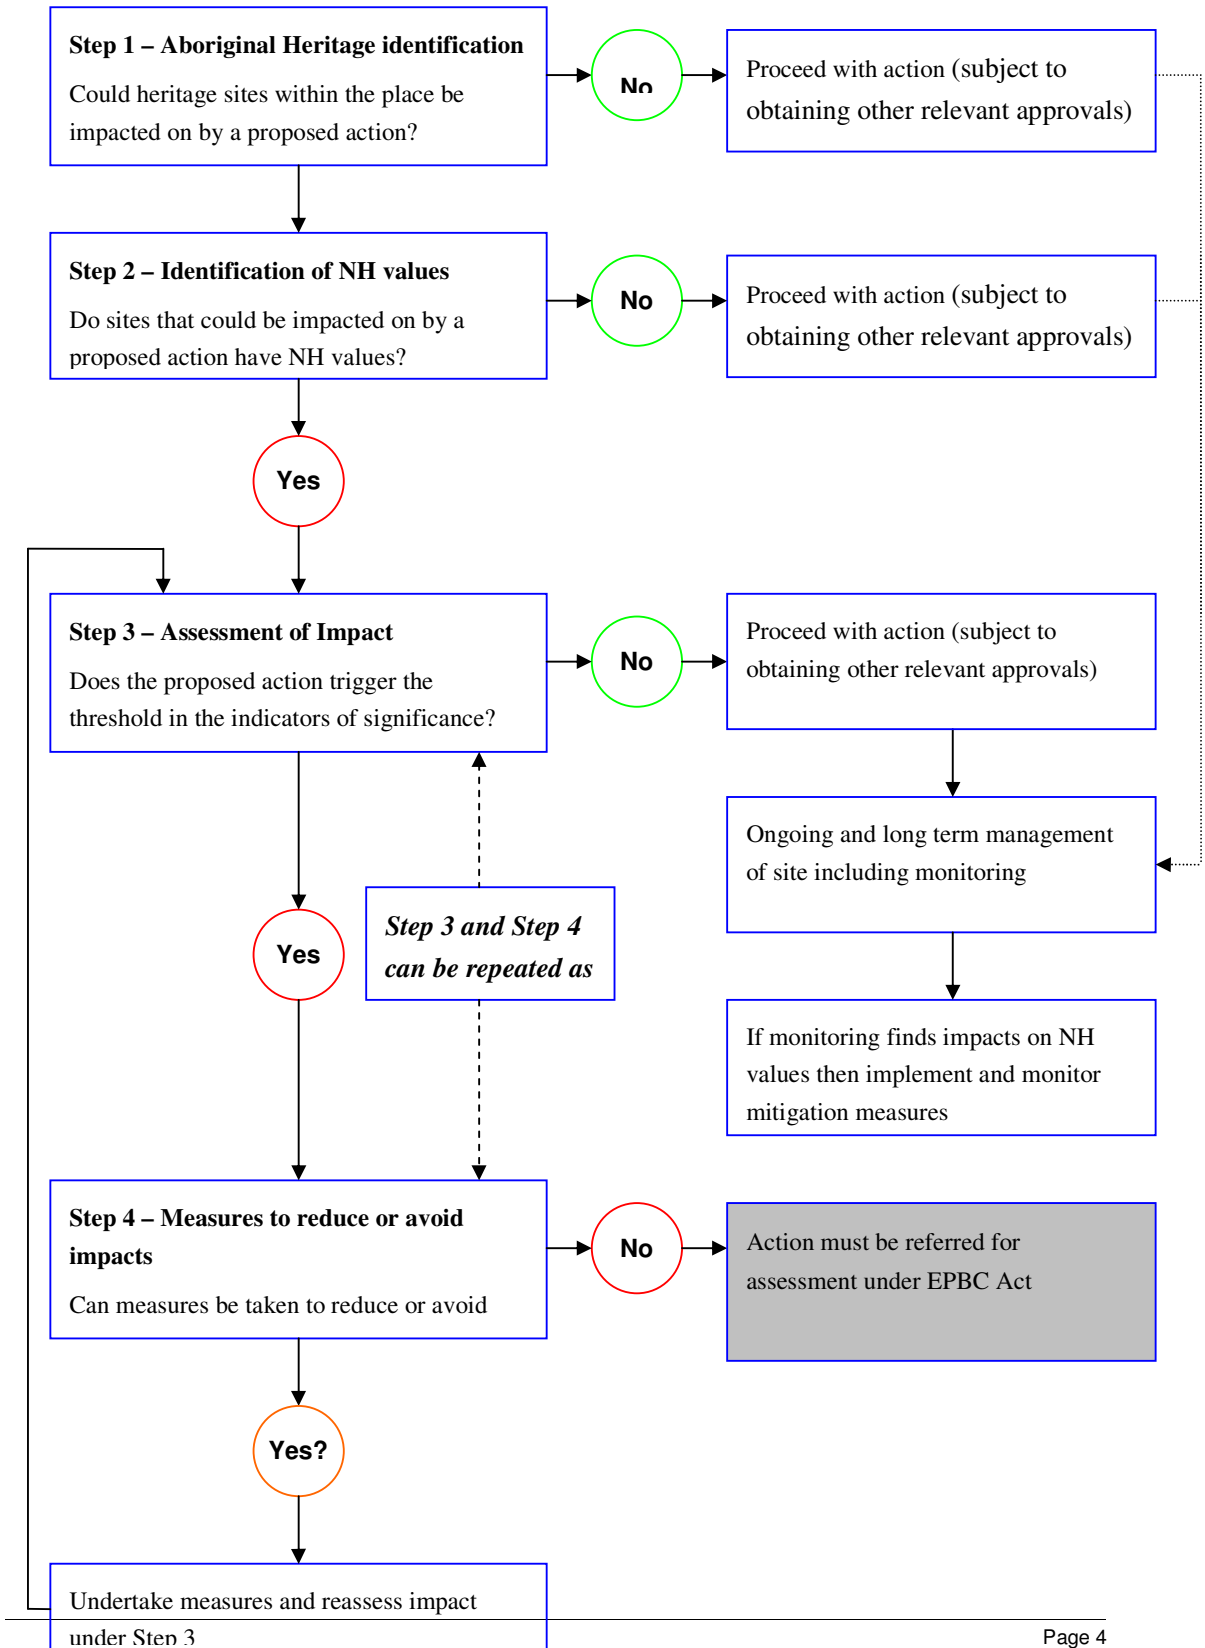 Step 1 – Aboriginal Heritage identification
Could heritage sites within the place be
impacted on by a proposed action?
No
Proceed with action (subject to
obtaining other relevant approvals)
Step 2 – Identification of NH values
Do sites that could be impacted on by a
proposed action have NH values?
No
Proceed with action (subject to
obtaining other relevant approvals)
Yes
Step 3 – Assessment of Impact
Does the proposed action trigger the
threshold in the indicators of significance?
No
Proceed with action (subject to
obtaining other relevant approvals)
Ongoing and long term management
of site including monitoring
Yes
Step 3 and Step 4
can be repeated as
If monitoring finds impacts on NH
values then implement and monitor
mitigation measures
Step 4 – Measures to reduce or avoid
impacts
Can measures be taken to reduce or avoid
No
Action must be referred for
assessment under EPBC Act
Yes?
Undertake measures and reassess impact
under Step 3
Page 4